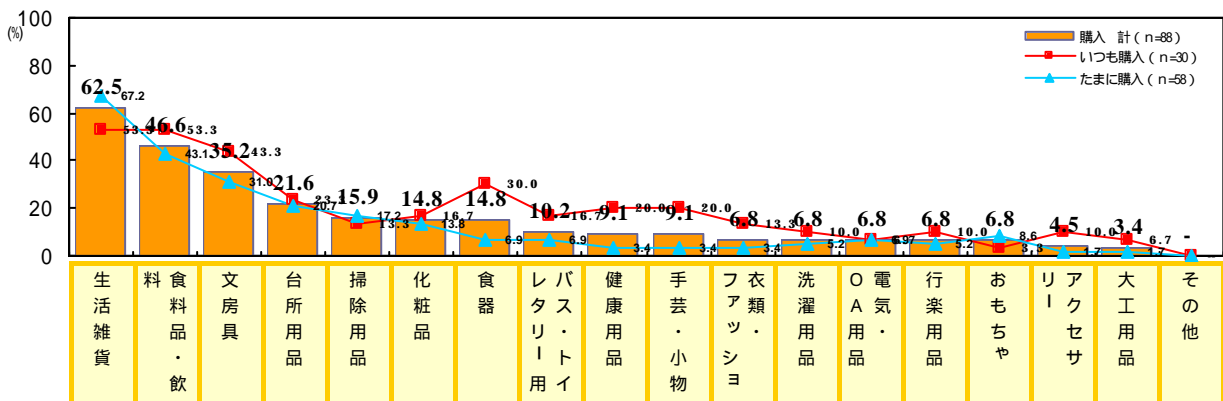 100
(%)
80
60
40
20
0
購入 計(n=88)
いつも購入(n=30)
たまに購入(n=58)
62.5
46.6
35.2
21.6
15.9
14.8
14.8
10.2
9.1
9.1
6.8
6.8
6.8
6.8
6.8
4.5
3.4
-
53.3
53.3
43.3
13.3
16.7
30.0
16.7
20.0
20.0
13.3
10.0
10.0
3.3
10.0
6.7
67.2
43.1
31.0
20.7
17.2
13.8
6.9
6.9
3.4
3.4
3.4
5.2
6.9
5.2
8.6
1.7
1.7
生活雑貨
食料品・飲
料
文房具
台所用品
掃除用品
化粧品
食器
バス・トイ
レタリー用
健康用品
手芸・小物
衣類・
ファッショ
洗濯用品
電気・
OA用品
行楽用品
おもちゃ
アクセサ
リー
大工用品
その他